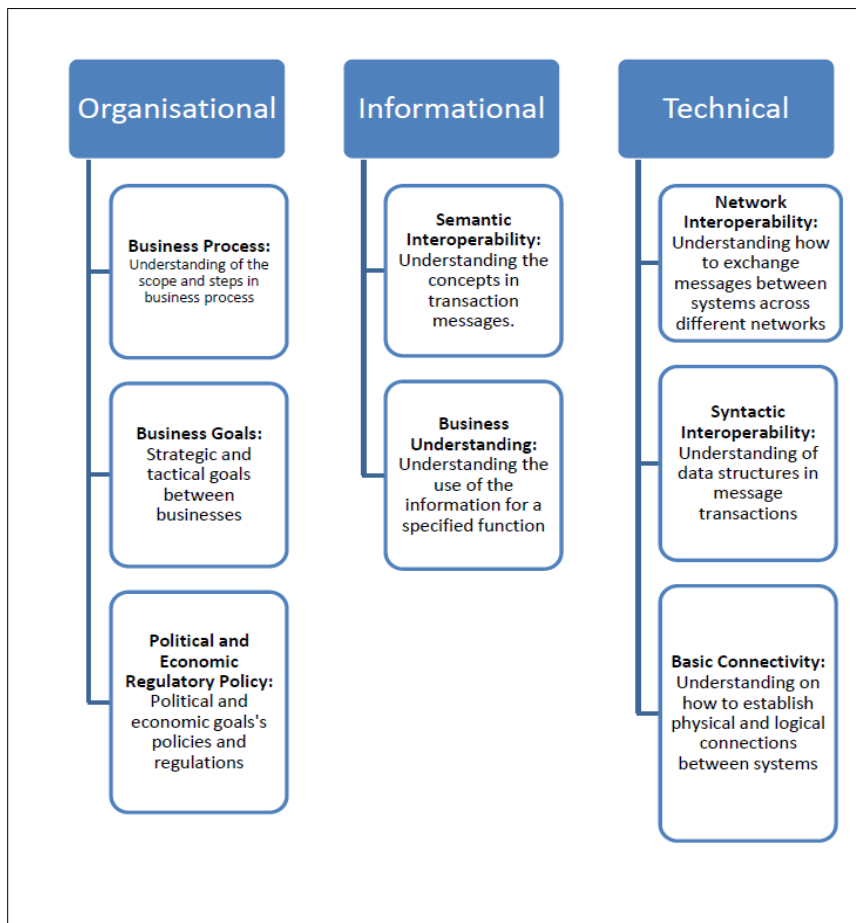 Organisational
Business Process:
Understanding of the
scope and steps in
business process
Business Goals:
Strategic and
tactical goals
between
businesses
Political and
Economic
Regulatory Policy:
Political and
economic goals's
policies and
regulations
Informational
Semantic
Interoperability:
Understanding the
concepts in
transaction
messages.
Business
Understanding:
Understanding the
use of the
information for a
specified function
Technical
Network
Interoperability:
Understanding how
to exchange
messages between
systems across
different networks
Syntactic
Interoperability:
Understanding of
data structures in
message
transactions
Basic Connectivity:
Understanding on
how to establish
physical and logical
connections
between systems